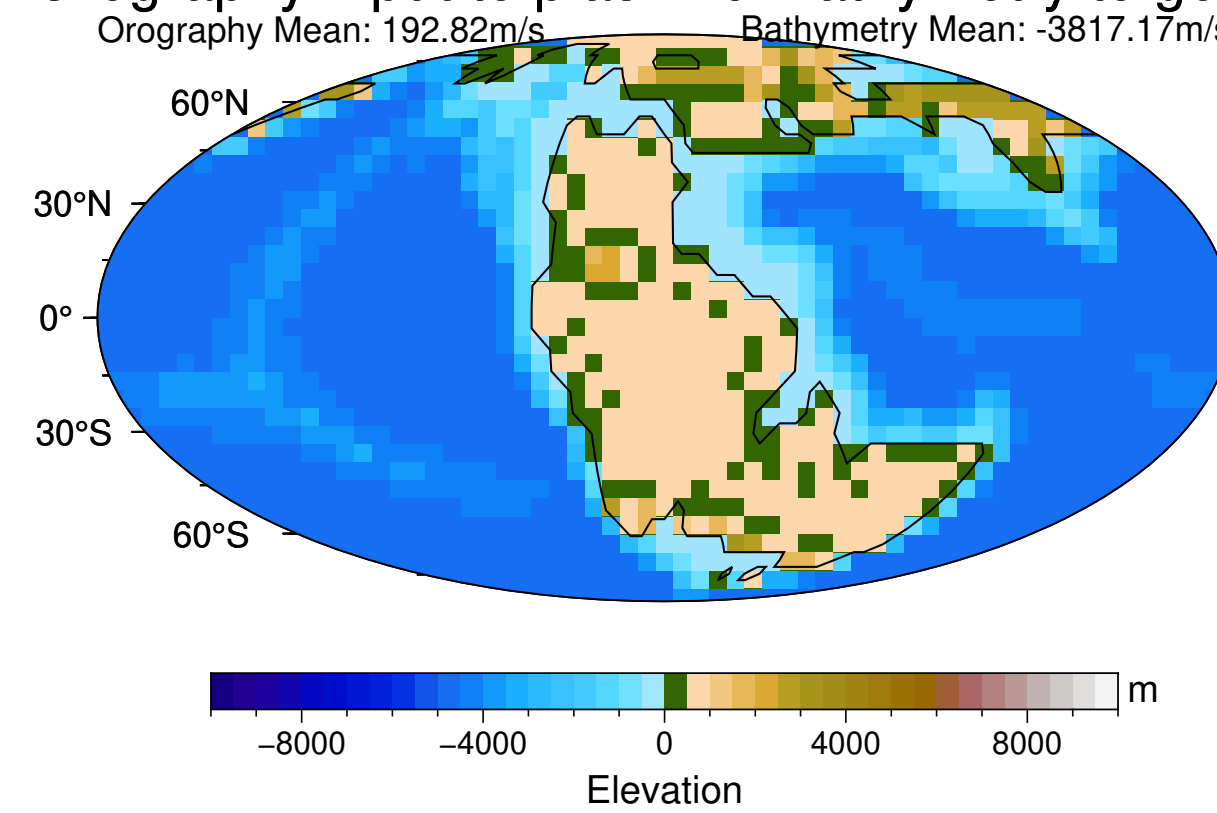 Orography Mean: 192.82m/s Bathymetry Mean: -3817.17m/s
60°N
30°N
0°
30°S
60°S
m
−8000 −4000 0 4000 8000
Elevation